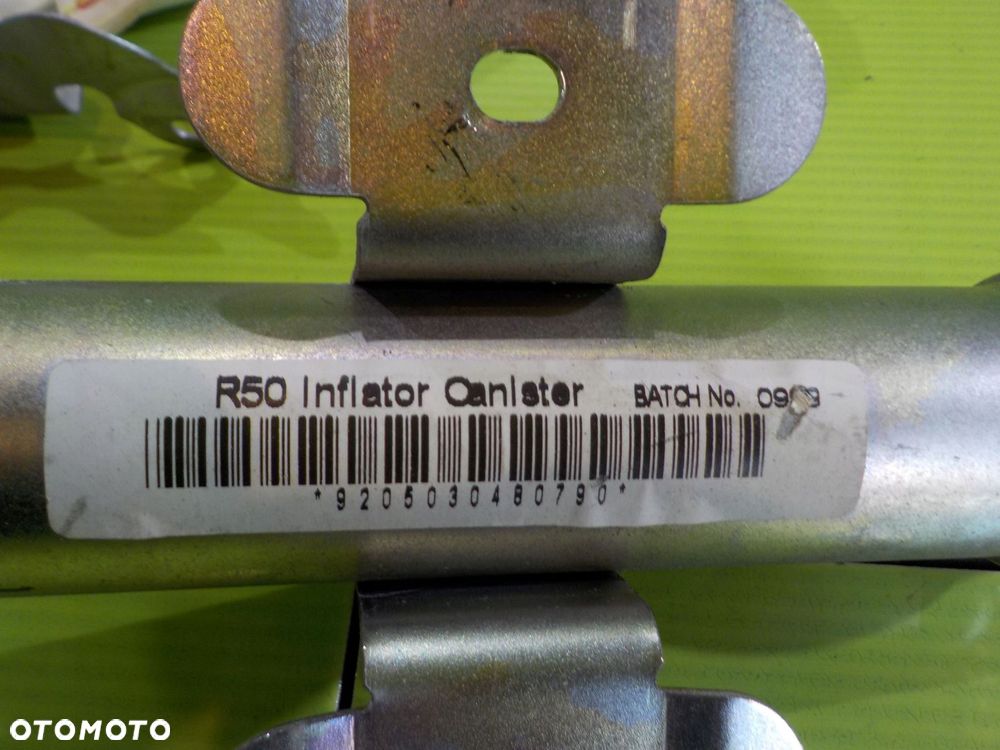 R50 Inflator Canister BATCH No.
*9205030480790*
OTOMOTO